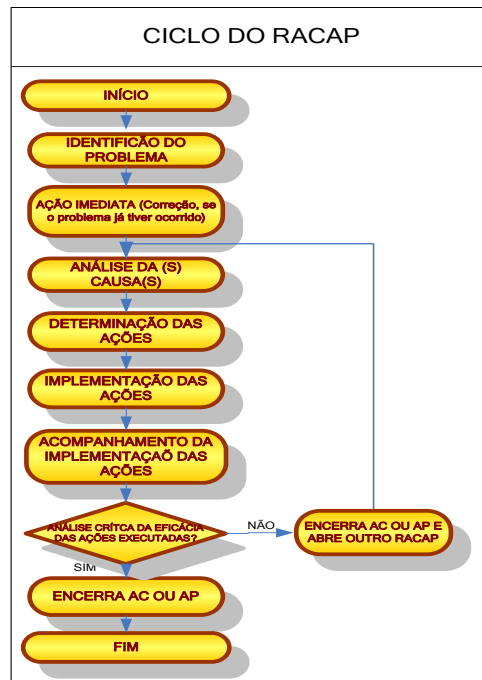 CICLO DO RACAP
INÍCIO
IDENTIFICÃO DO
PROBLEMA
AÇÃO IMEDIATA (Correção, se
o problema já tiver ocorrido)
ANÁLISE DA (S)
CAUSA(S)
DETERMINAÇÃO DAS
AÇÕES
IMPLEMENTAÇÃO DAS
AÇÕES
ACOMPANHAMENTO DA
IMPLEMENTAÇAÕ DAS
AÇÕES
ANÁLISE CRÍTCA DA EFICÁCIA
DAS AÇÕES EXECUTADAS?
NÃO
ENCERRA AC OU AP E
ABRE OUTRO RACAP
SIM
ENCERRA AC OU AP
FIM